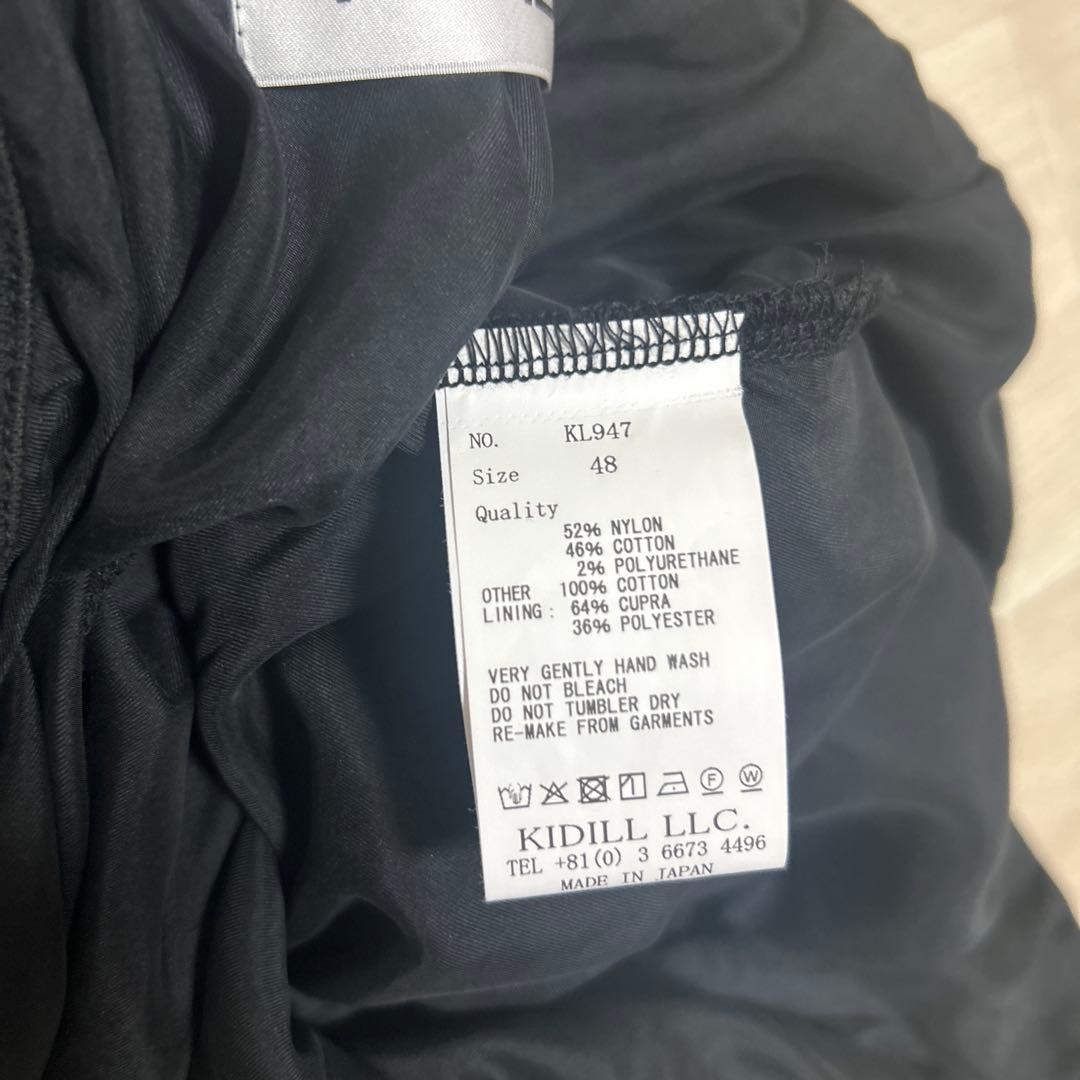 NO. KL947
Size 48
Quality
52% NYLON
46% COTTON
2% POLYURETHANE
OTHER 100% COTTON
LINING: 64% CUPRA
36% POLYESTER
VERY GENTLY HAND WASH
DO NOT BLEACH
DO NOT TUMBLER DRY
RE-MAKE FROM GARMENTS
F W
KIDILL LLC.
TEL +81(0) 3 6673 4496
MADE IN JAPAN